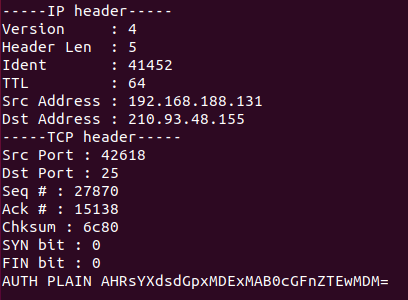 -----IP header-----
Version     : 4
Header Len  : 5
Ident       : 41452
TTL         : 64
Src Address : 192.168.188.131
Dst Address : 210.93.48.155
-----TCP header-----
Src Port : 42618
Dst Port : 25
Seq # : 27870
Ack # : 15138
Chksum : 6c80
SYN bit : 0
FIN bit : 0
AUTH PLAIN AHRsYXdsdGpxMDExMAB0cGFnZTEwMDM=